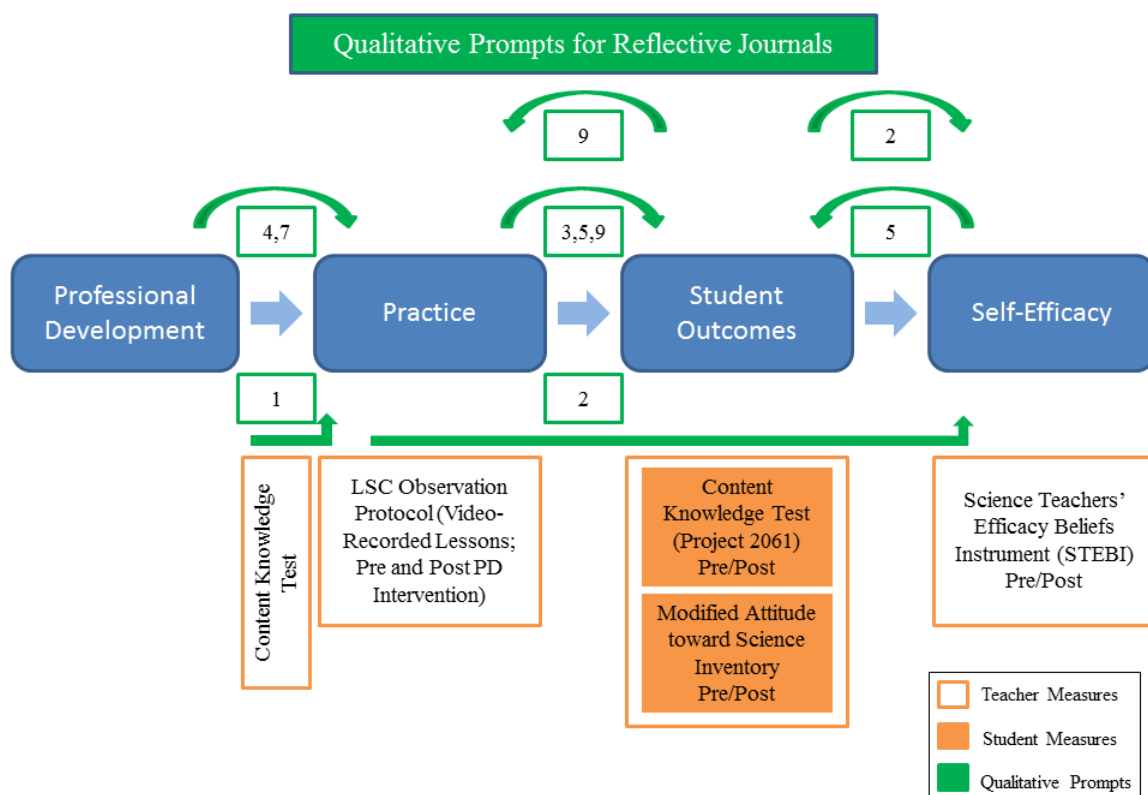 Qualitative Prompts for Reflective Journals
9
2
4,7
3,5,9
5
Professional
Development
Practice
Student
Outcomes
Self-Efficacy
1
2
Content Knowledge
Test
LSC Observation
Protocol (Video-
Recorded Lessons;
Pre and Post PD
Intervention)
Content
Knowledge Test
(Project 2061)
Pre/Post
Modified Attitude
toward Science
Inventory
Pre/Post
Science Teachers’
Efficacy Beliefs
Instrument (STEBI)
Pre/Post
Teacher Measures
Student Measures
Qualitative Prompts